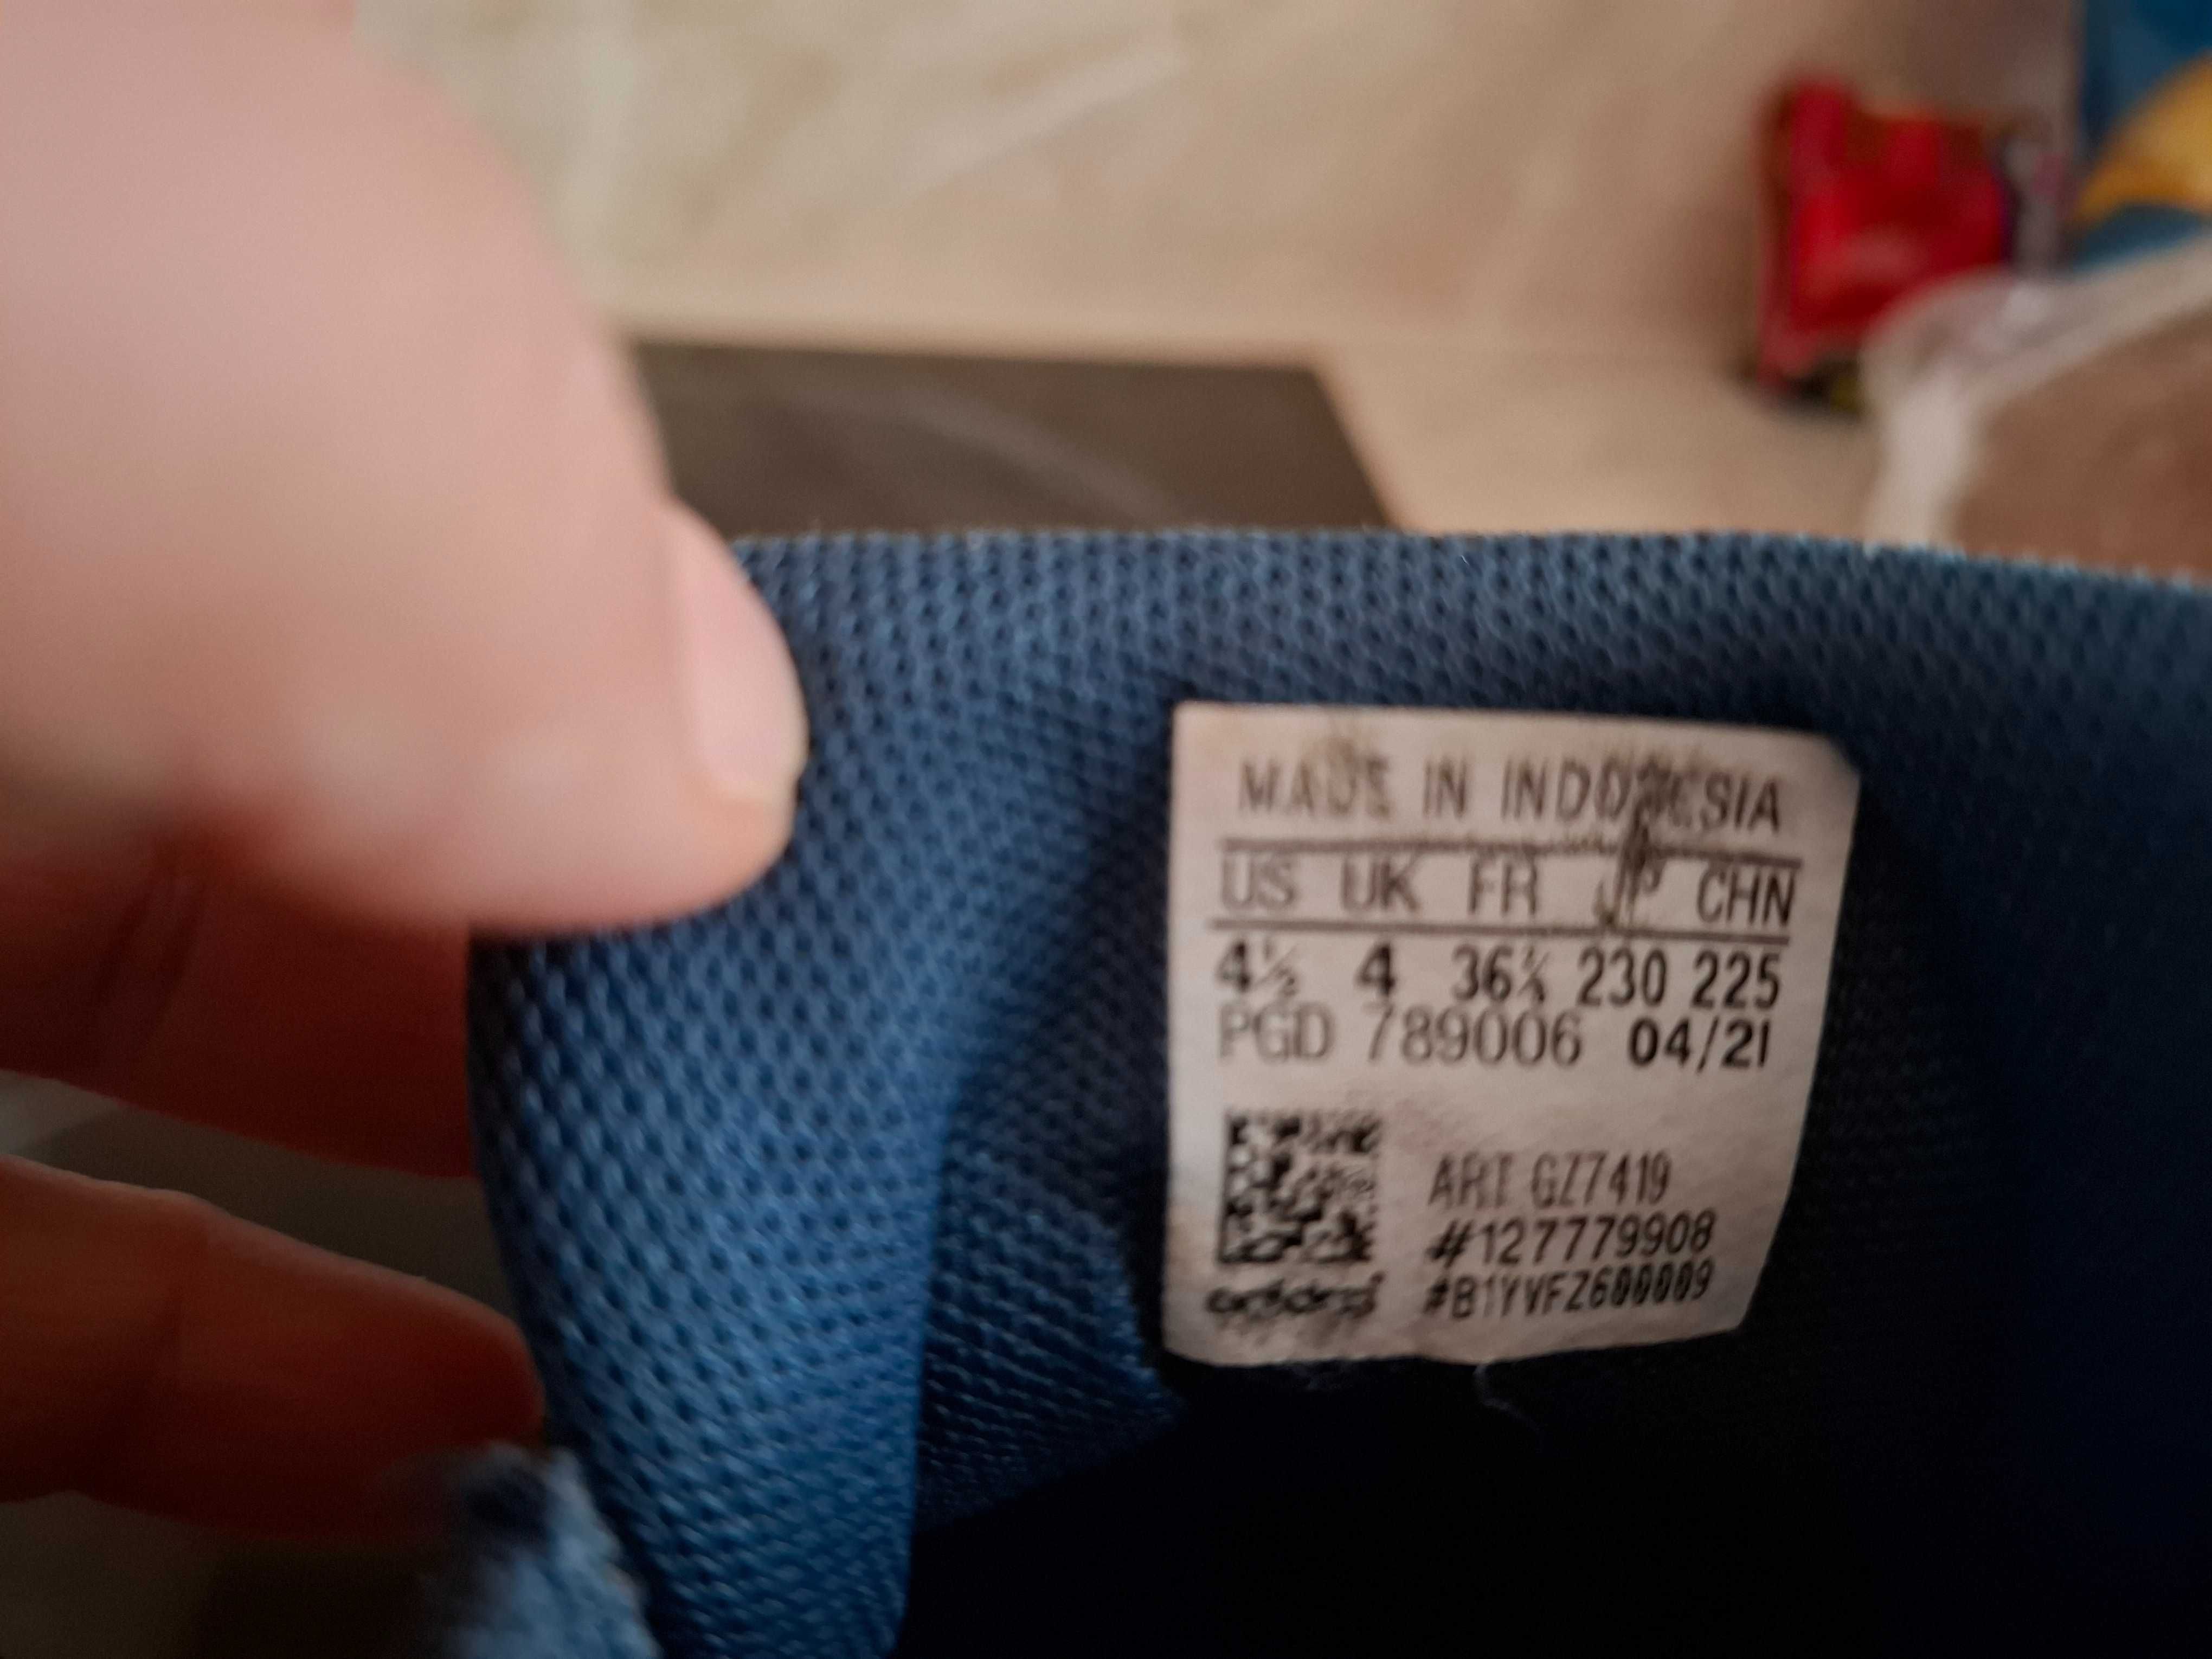 MADE IN INDONESIA
US UK FR JP CHN
4½ 4 36⅔ 230 225
PGD 789006 04/21
ART GZ7419
#127779908
adidas #B1YVFZ600009